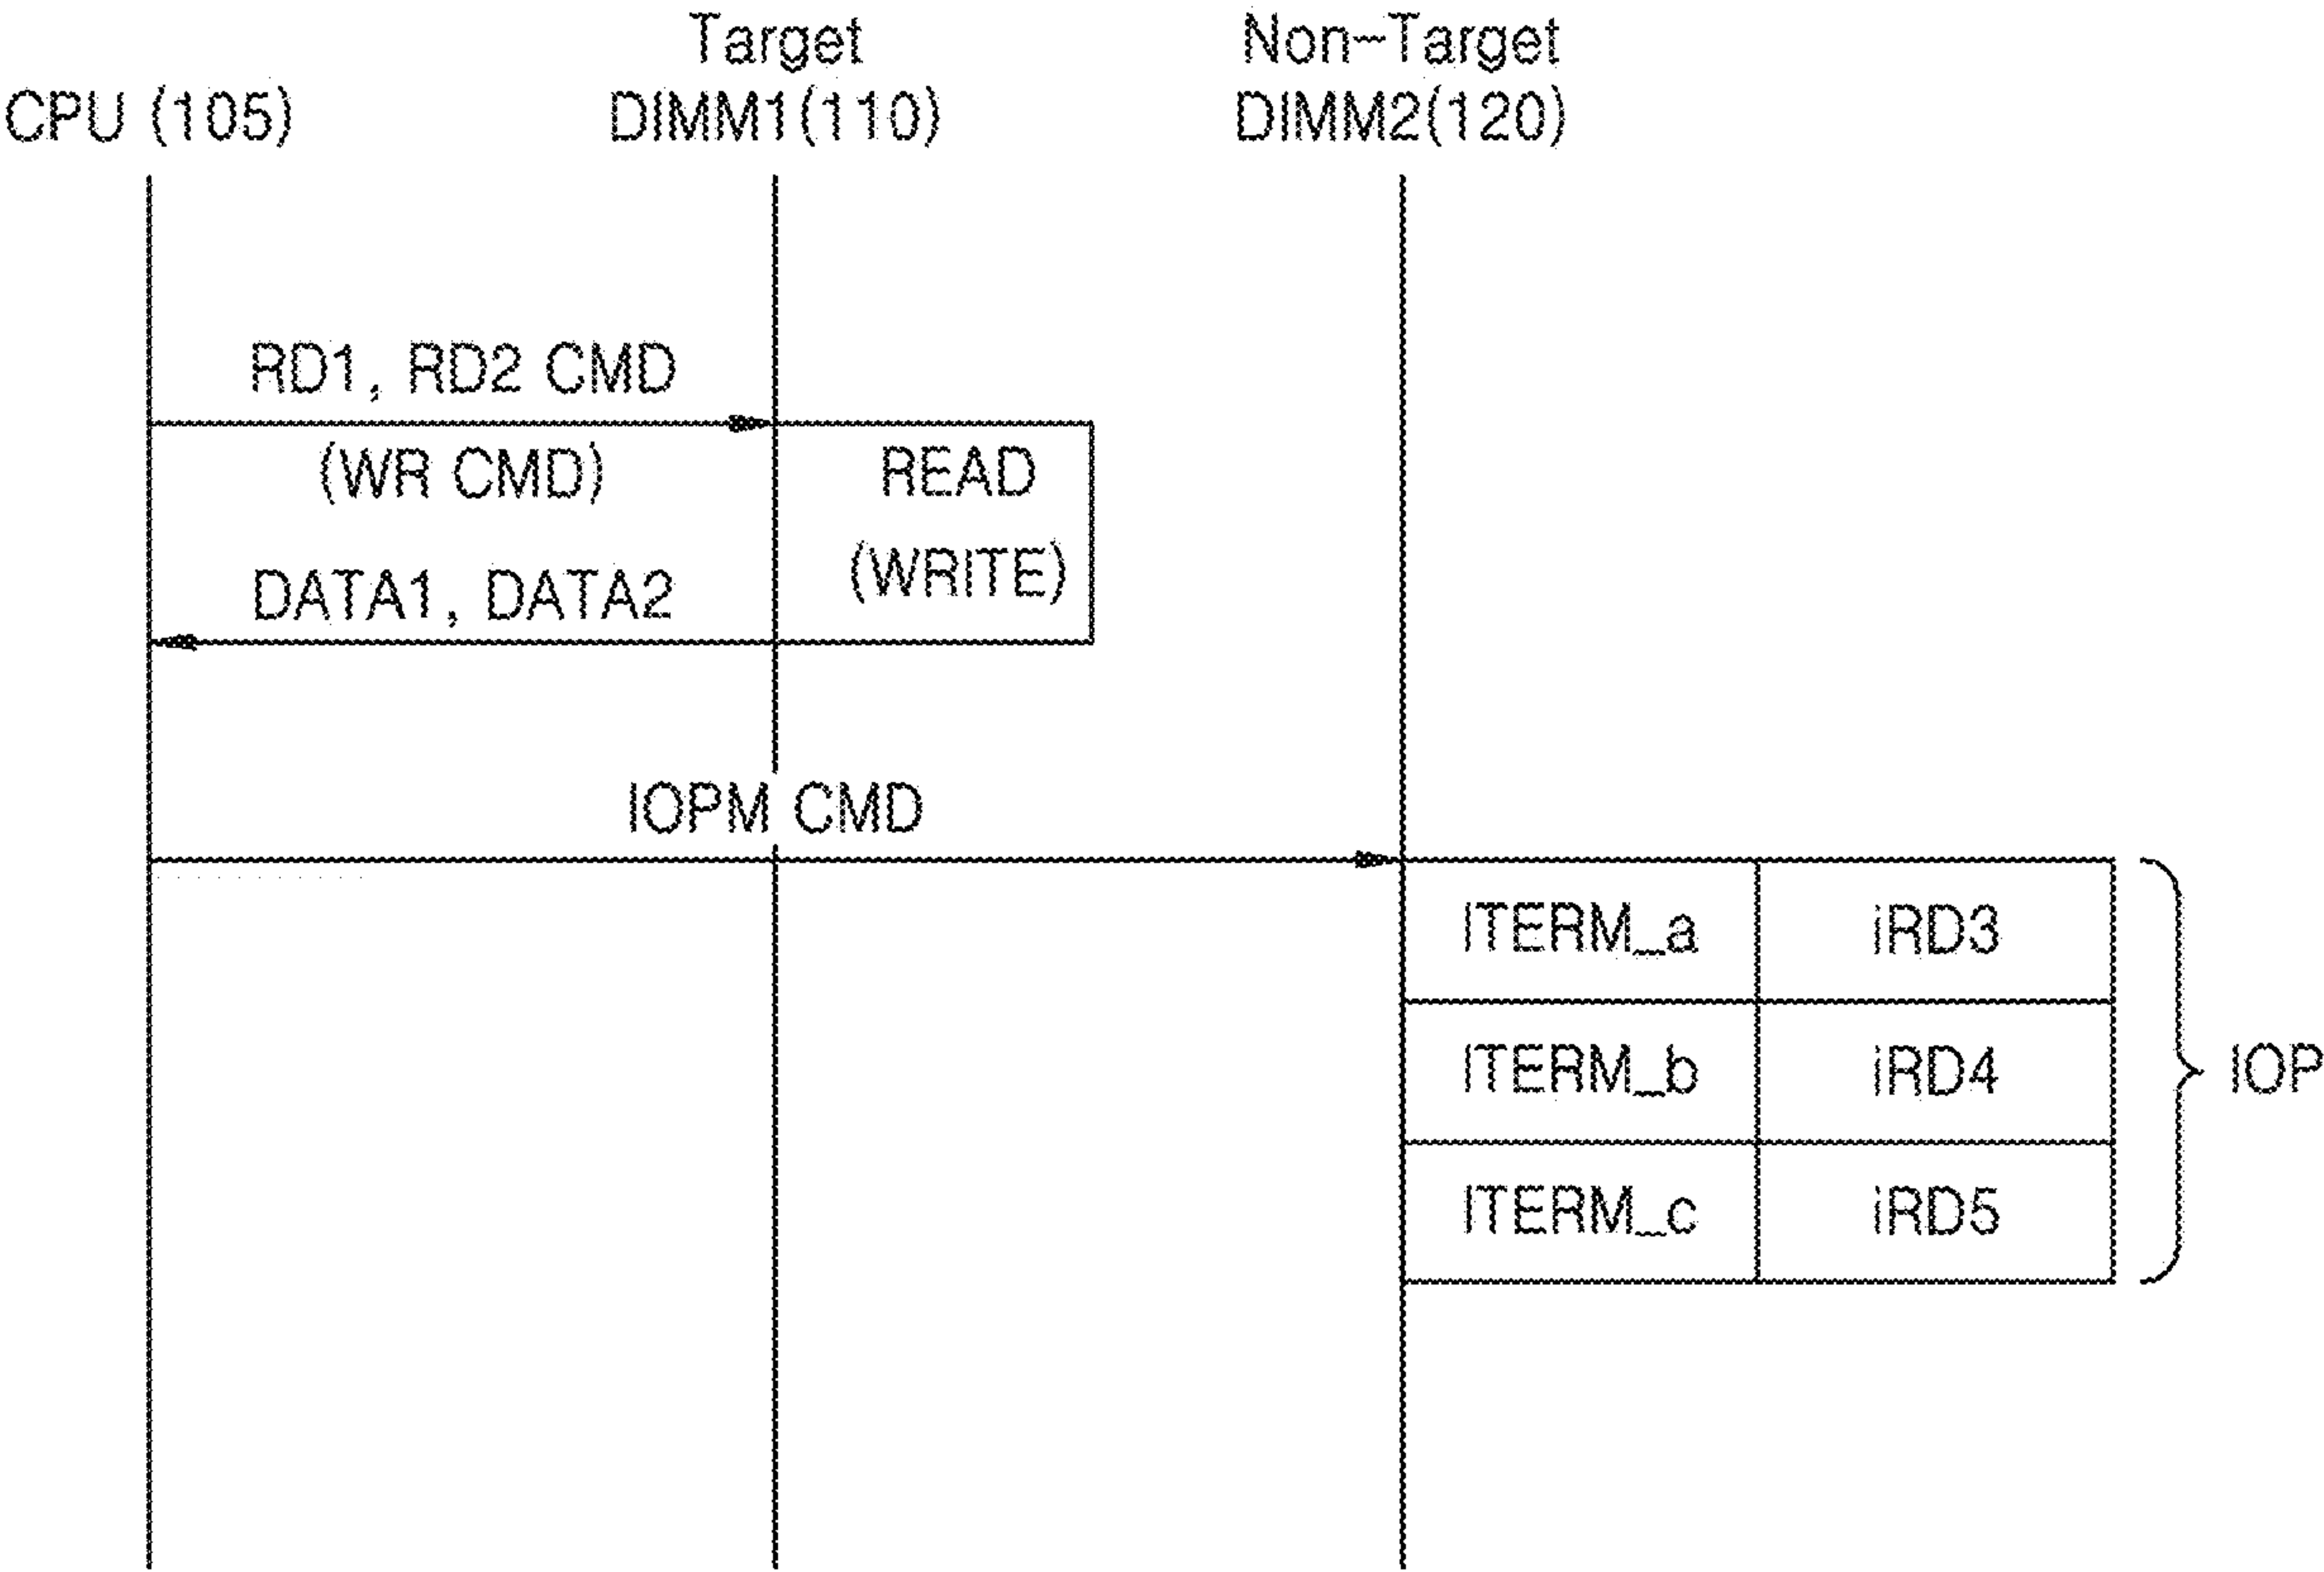 Target
Non-Target
CPU (105)
DIMM1(110)
DIMM2(120)
RD1, RD2 CMD
(WR CMD)
READ
(WRITE)
DATA1, DATA2
IOPM CMD
ITERM_a
iRD3
ITERM_b
iRD4
IOP
ITERM_c
iRD5